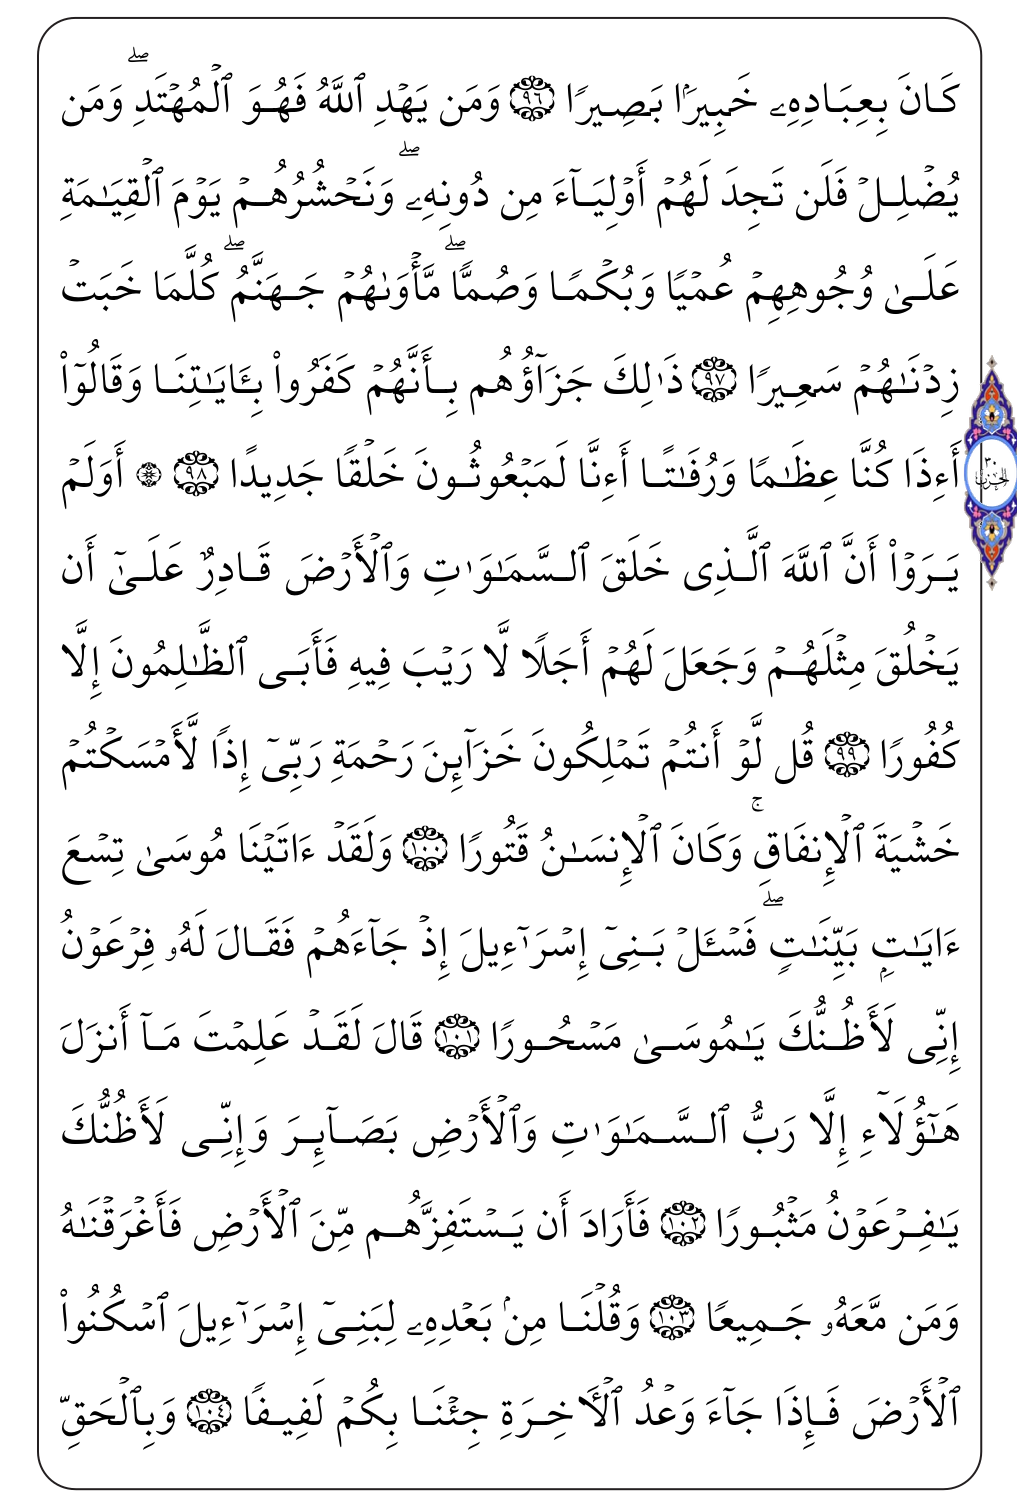 كَانَ بِعِبَادِهِۦ خَبِيرَۢا بَصِيرٗا ٩٦ وَمَن يَهۡدِ ٱللَّهُ فَهُوَ ٱلۡمُهۡتَدِۖ وَمَن
يُضۡلِلۡ فَلَن تَجِدَ لَهُمۡ أَوۡلِيَآءَ مِن دُونِهِۦۖ وَنَحۡشُرُهُمۡ يَوۡمَ ٱلۡقِيَٰمَةِ
عَلَىٰ وُجُوهِهِمۡ عُمۡيٗا وَبُكۡمٗا وَصُمّٗاۖ مَّأۡوَىٰهُمۡ جَهَنَّمُۖ كُلَّمَا خَبَتۡ
زِدۡنَٰهُمۡ سَعِيرٗا ٩٧ ذَٰلِكَ جَزَآؤُهُم بِأَنَّهُمۡ كَفَرُواْ بِـَٔايَٰتِنَا وَقَالُوٓاْ
أَءِذَا كُنَّا عِظَٰمٗا وَرُفَٰتًا أَءِنَّا لَمَبۡعُوثُونَ خَلۡقٗا جَدِيدًا ٩٨ ۞ أَوَلَمۡ
الحزب ٣٠
يَرَوۡاْ أَنَّ ٱللَّهَ ٱلَّذِي خَلَقَ ٱلسَّمَٰوَٰتِ وَٱلۡأَرۡضَ قَادِرٌ عَلَىٰٓ أَن
يَخۡلُقَ مِثۡلَهُمۡ وَجَعَلَ لَهُمۡ أَجَلٗا لَّا رَيۡبَ فِيهِ فَأَبَى ٱلظَّٰلِمُونَ إِلَّا
كُفُورٗا ٩٩ قُل لَّوۡ أَنتُمۡ تَمۡلِكُونَ خَزَآئِنَ رَحۡمَةِ رَبِّيٓ إِذٗا لَّأَمۡسَكۡتُمۡ
خَشۡيَةَ ٱلۡإِنفَاقِۚ وَكَانَ ٱلۡإِنسَٰنُ قَتُورٗا ١٠٠ وَلَقَدۡ ءَاتَيۡنَا مُوسَىٰ تِسۡعَ
ءَايَٰتِۭ بَيِّنَٰتٖۖ فَسۡـَٔلۡ بَنِيٓ إِسۡرَٰٓءِيلَ إِذۡ جَآءَهُمۡ فَقَالَ لَهُۥ فِرۡعَوۡنُ
إِنِّي لَأَظُنُّكَ يَٰمُوسَىٰ مَسۡحُورٗا ١٠١ قَالَ لَقَدۡ عَلِمۡتَ مَآ أَنزَلَ
هَٰٓؤُلَآءِ إِلَّا رَبُّ ٱلسَّمَٰوَٰتِ وَٱلۡأَرۡضِ بَصَآئِرَ وَإِنِّي لَأَظُنُّكَ
يَٰفِرۡعَوۡنُ مَثۡبُورٗا ١٠٢ فَأَرَادَ أَن يَسۡتَفِزَّهُم مِّنَ ٱلۡأَرۡضِ فَأَغۡرَقۡنَٰهُ
وَمَن مَّعَهُۥ جَمِيعٗا ١٠٣ وَقُلۡنَا مِنۢ بَعۡدِهِۦ لِبَنِيٓ إِسۡرَٰٓءِيلَ ٱسۡكُنُواْ
ٱلۡأَرۡضَ فَإِذَا جَآءَ وَعۡدُ ٱلۡأٓخِرَةِ جِئۡنَا بِكُمۡ لَفِيفٗا ١٠٤ وَبِٱلۡحَقِّ